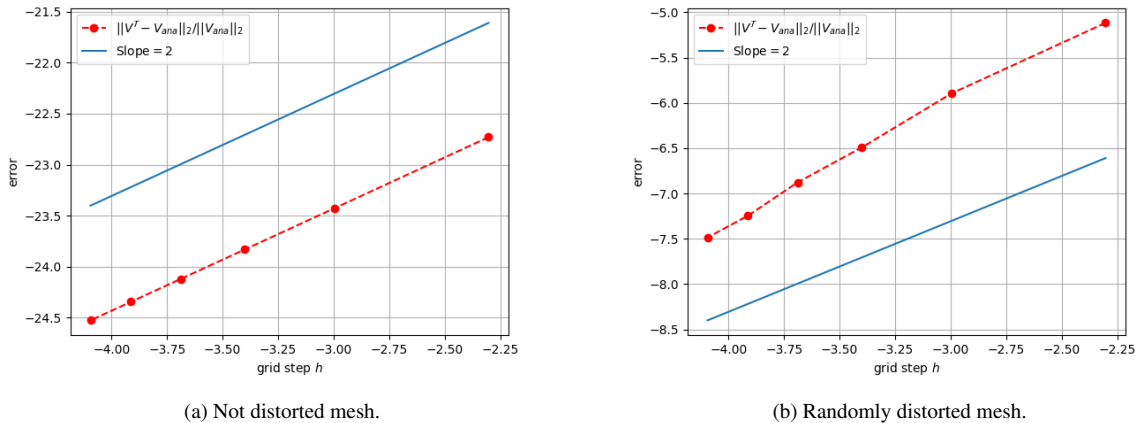 −21.5
−22.0
−22.5
−23.0
−23.5
−24.0
−24.5
error
||V^𝒯 − V_ana||₂/||V_ana||₂
Slope = 2
−4.00 −3.75 −3.50 −3.25 −3.00 −2.75 −2.50 −2.25
grid step h
(a) Not distorted mesh.
−5.0
−5.5
−6.0
−6.5
−7.0
−7.5
−8.0
−8.5
error
||V^𝒯 − V_ana||₂/||V_ana||₂
Slope = 2
−4.00 −3.75 −3.50 −3.25 −3.00 −2.75 −2.50 −2.25
grid step h
(b) Randomly distorted mesh.